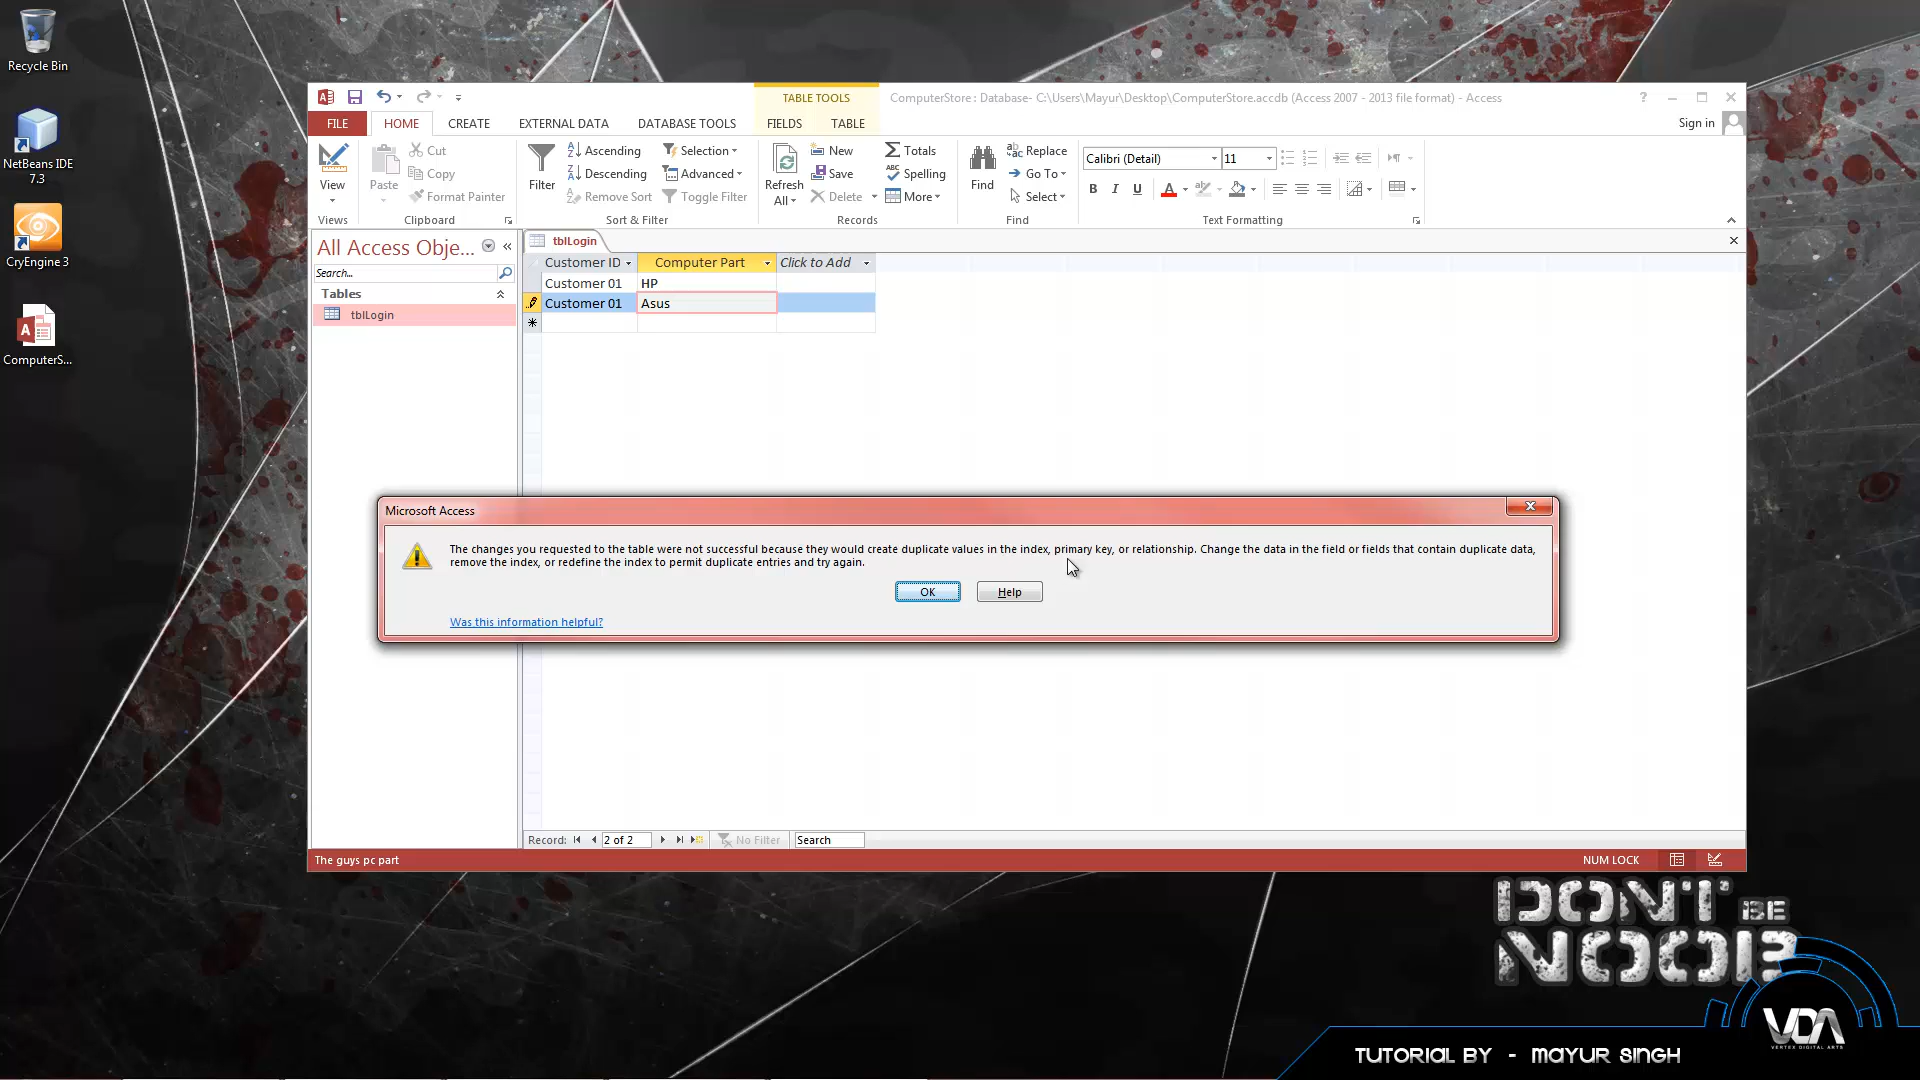 Recycle Bin
NetBeans IDE
7.3
CryEngine 3
ComputerS...
TABLE TOOLS
ComputerStore : Database- C:\Users\Mayur\Desktop\ComputerStore.accdb (Access 2007 - 2013 file format) - Access
?
FILE
HOME
CREATE
EXTERNAL DATA
DATABASE TOOLS
FIELDS
TABLE
Sign in
View
Views
Paste
Cut
Copy
Format Painter
Clipboard
Filter
Ascending
Descending
Remove Sort
Selection
Advanced
Toggle Filter
Sort & Filter
Refresh
All
New
Save
Delete
Totals
Spelling
More
Records
Find
Replace
Go To
Select
Find
Calibri (Detail)
11
B I U
Text Formatting
All Access Obje...
Search...
Tables
tblLogin
tblLogin
Customer ID Computer Part Click to Add
Customer 01 HP
Customer 01 Asus
Microsoft Access
The changes you requested to the table were not successful because they would create duplicate values in the index, primary key, or relationship. Change the data in the field or fields that contain duplicate data,
remove the index, or redefine the index to permit duplicate entries and try again.
OK
Help
Was this information helpful?
Record: 2 of 2 No Filter Search
The guys pc part
NUM LOCK
DONT BE
NOOB
VDA
VERTEX DIGITAL ARTS
TUTORIAL BY - MAYUR SINGH